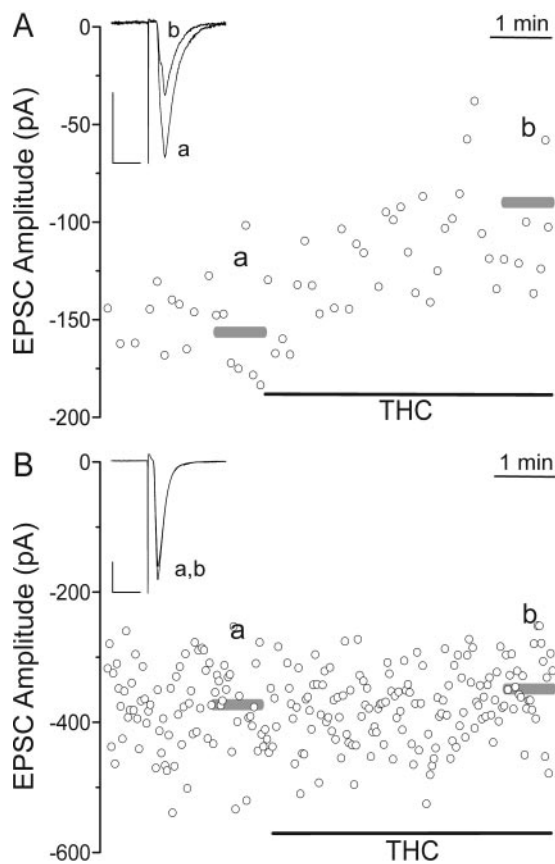 A
EPSC Amplitude (pA)
0
-50
-100
-150
-200
b
a
1 min
a
b
THC
B
EPSC Amplitude (pA)
0
-200
-400
-600
a,b
1 min
a
b
THC